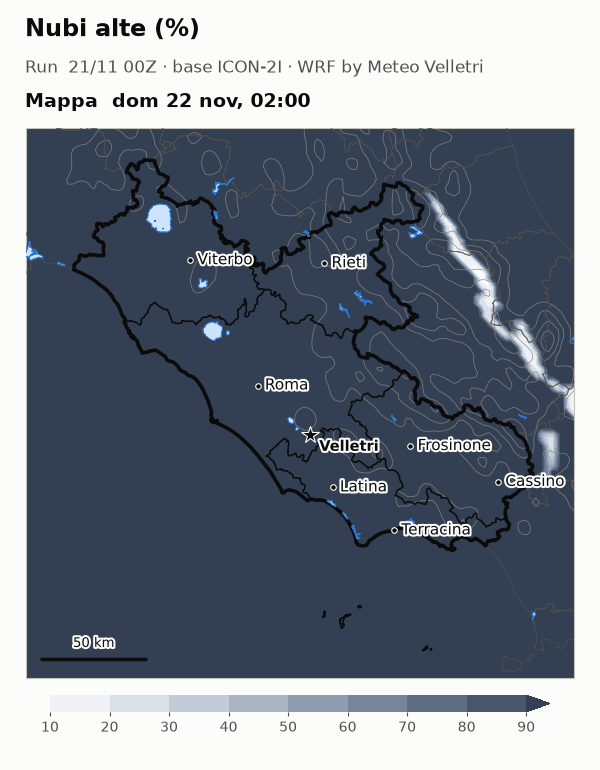 Nubi alte (%)
Run 21/11 00Z · base ICON-2I · WRF by Meteo Velletri
Mappa dom 22 nov, 02:00
Viterbo
Rieti
Roma
Velletri
Frosinone
Latina
Cassino
Terracina
50 km
10 20 30 40 50 60 70 80 90